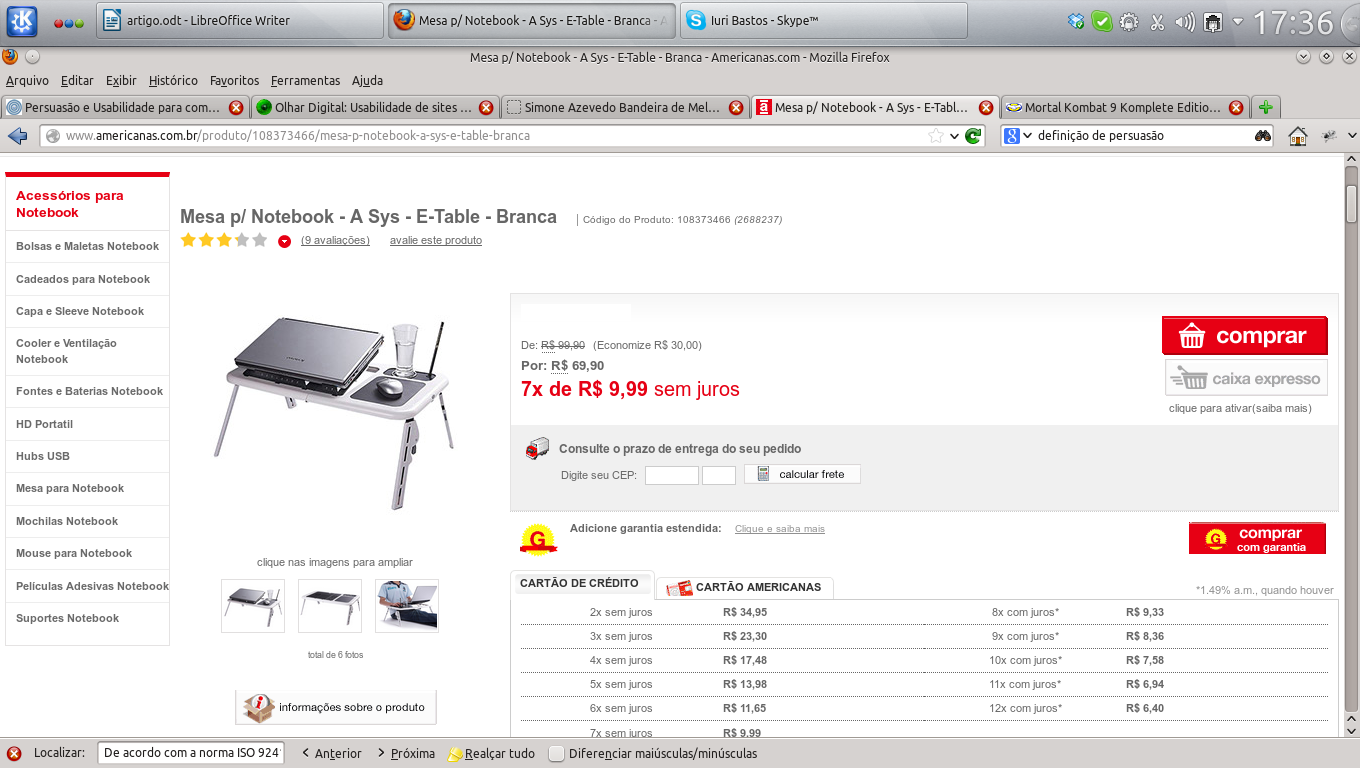 artigo.odt - LibreOffice Writer
Mesa p/ Notebook - A Sys - E-Table - Branca - A
Iuri Bastos - Skype™
17:36
Mesa p/ Notebook - A Sys - E-Table - Branca - Americanas.com - Mozilla Firefox
Arquivo Editar Exibir Histórico Favoritos Ferramentas Ajuda
Persuasão e Usabilidade para com...
Olhar Digital: Usabilidade de sites ...
Simone Azevedo Bandeira de Mel...
Mesa p/ Notebook - A Sys - E-Tabl...
Mortal Kombat 9 Komplete Editio...
www.americanas.com.br/produto/108373466/mesa-p-notebook-a-sys-e-table-branca
definição de persuasão
Acessórios para
Notebook
Bolsas e Maletas Notebook
Cadeados para Notebook
Capa e Sleeve Notebook
Cooler e Ventilação
Notebook
Fontes e Baterias Notebook
HD Portatil
Hubs USB
Mesa para Notebook
Mochilas Notebook
Mouse para Notebook
Películas Adesivas Notebook
Suportes Notebook
Mesa p/ Notebook - A Sys - E-Table - Branca
Código do Produto: 108373466 (2688237)
(9 avaliações) avalie este produto
clique nas imagens para ampliar
total de 6 fotos
informações sobre o produto
De: R$ 99,90 (Economize R$ 30,00)
Por: R$ 69,90
7x de R$ 9,99 sem juros
comprar
caixa expresso
clique para ativar(saiba mais)
Consulte o prazo de entrega do seu pedido
Digite seu CEP: calcular frete
G Adicione garantia estendida: Clique e saiba mais
G comprar
com garantia
CARTÃO DE CRÉDITO CARTÃO AMERICANAS
*1.49% a.m., quando houver
2x sem juros R$ 34,95 8x com juros* R$ 9,33
3x sem juros R$ 23,30 9x com juros* R$ 8,36
4x sem juros R$ 17,48 10x com juros* R$ 7,58
5x sem juros R$ 13,98 11x com juros* R$ 6,94
6x sem juros R$ 11,65 12x com juros* R$ 6,40
7x sem juros R$ 9,99
Localizar: De acordo com a norma ISO 924 Anterior Próxima Realçar tudo Diferenciar maiúsculas/minúsculas